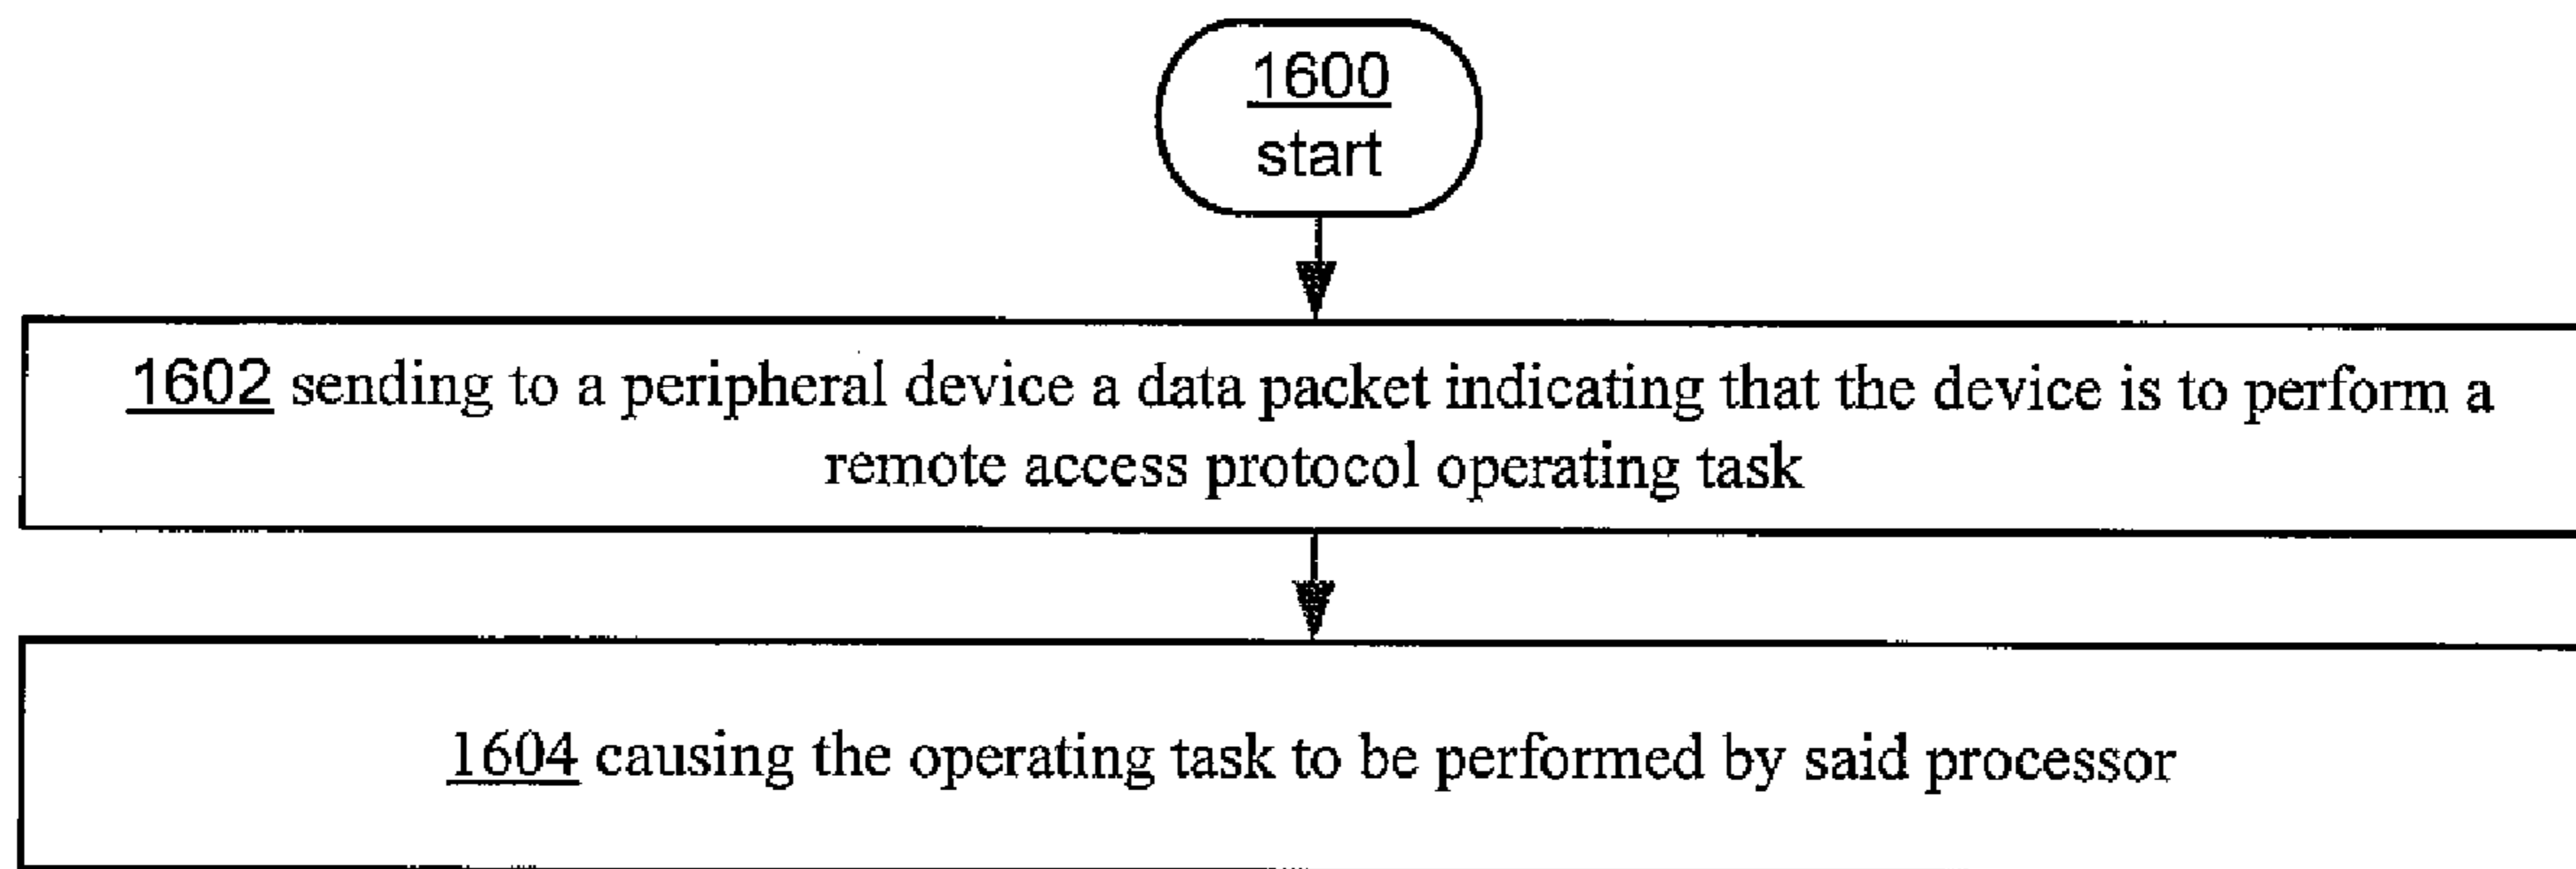 1600
start
1602 sending to a peripheral device a data packet indicating that the device is to perform a
remote access protocol operating task
1604 causing the operating task to be performed by said processor